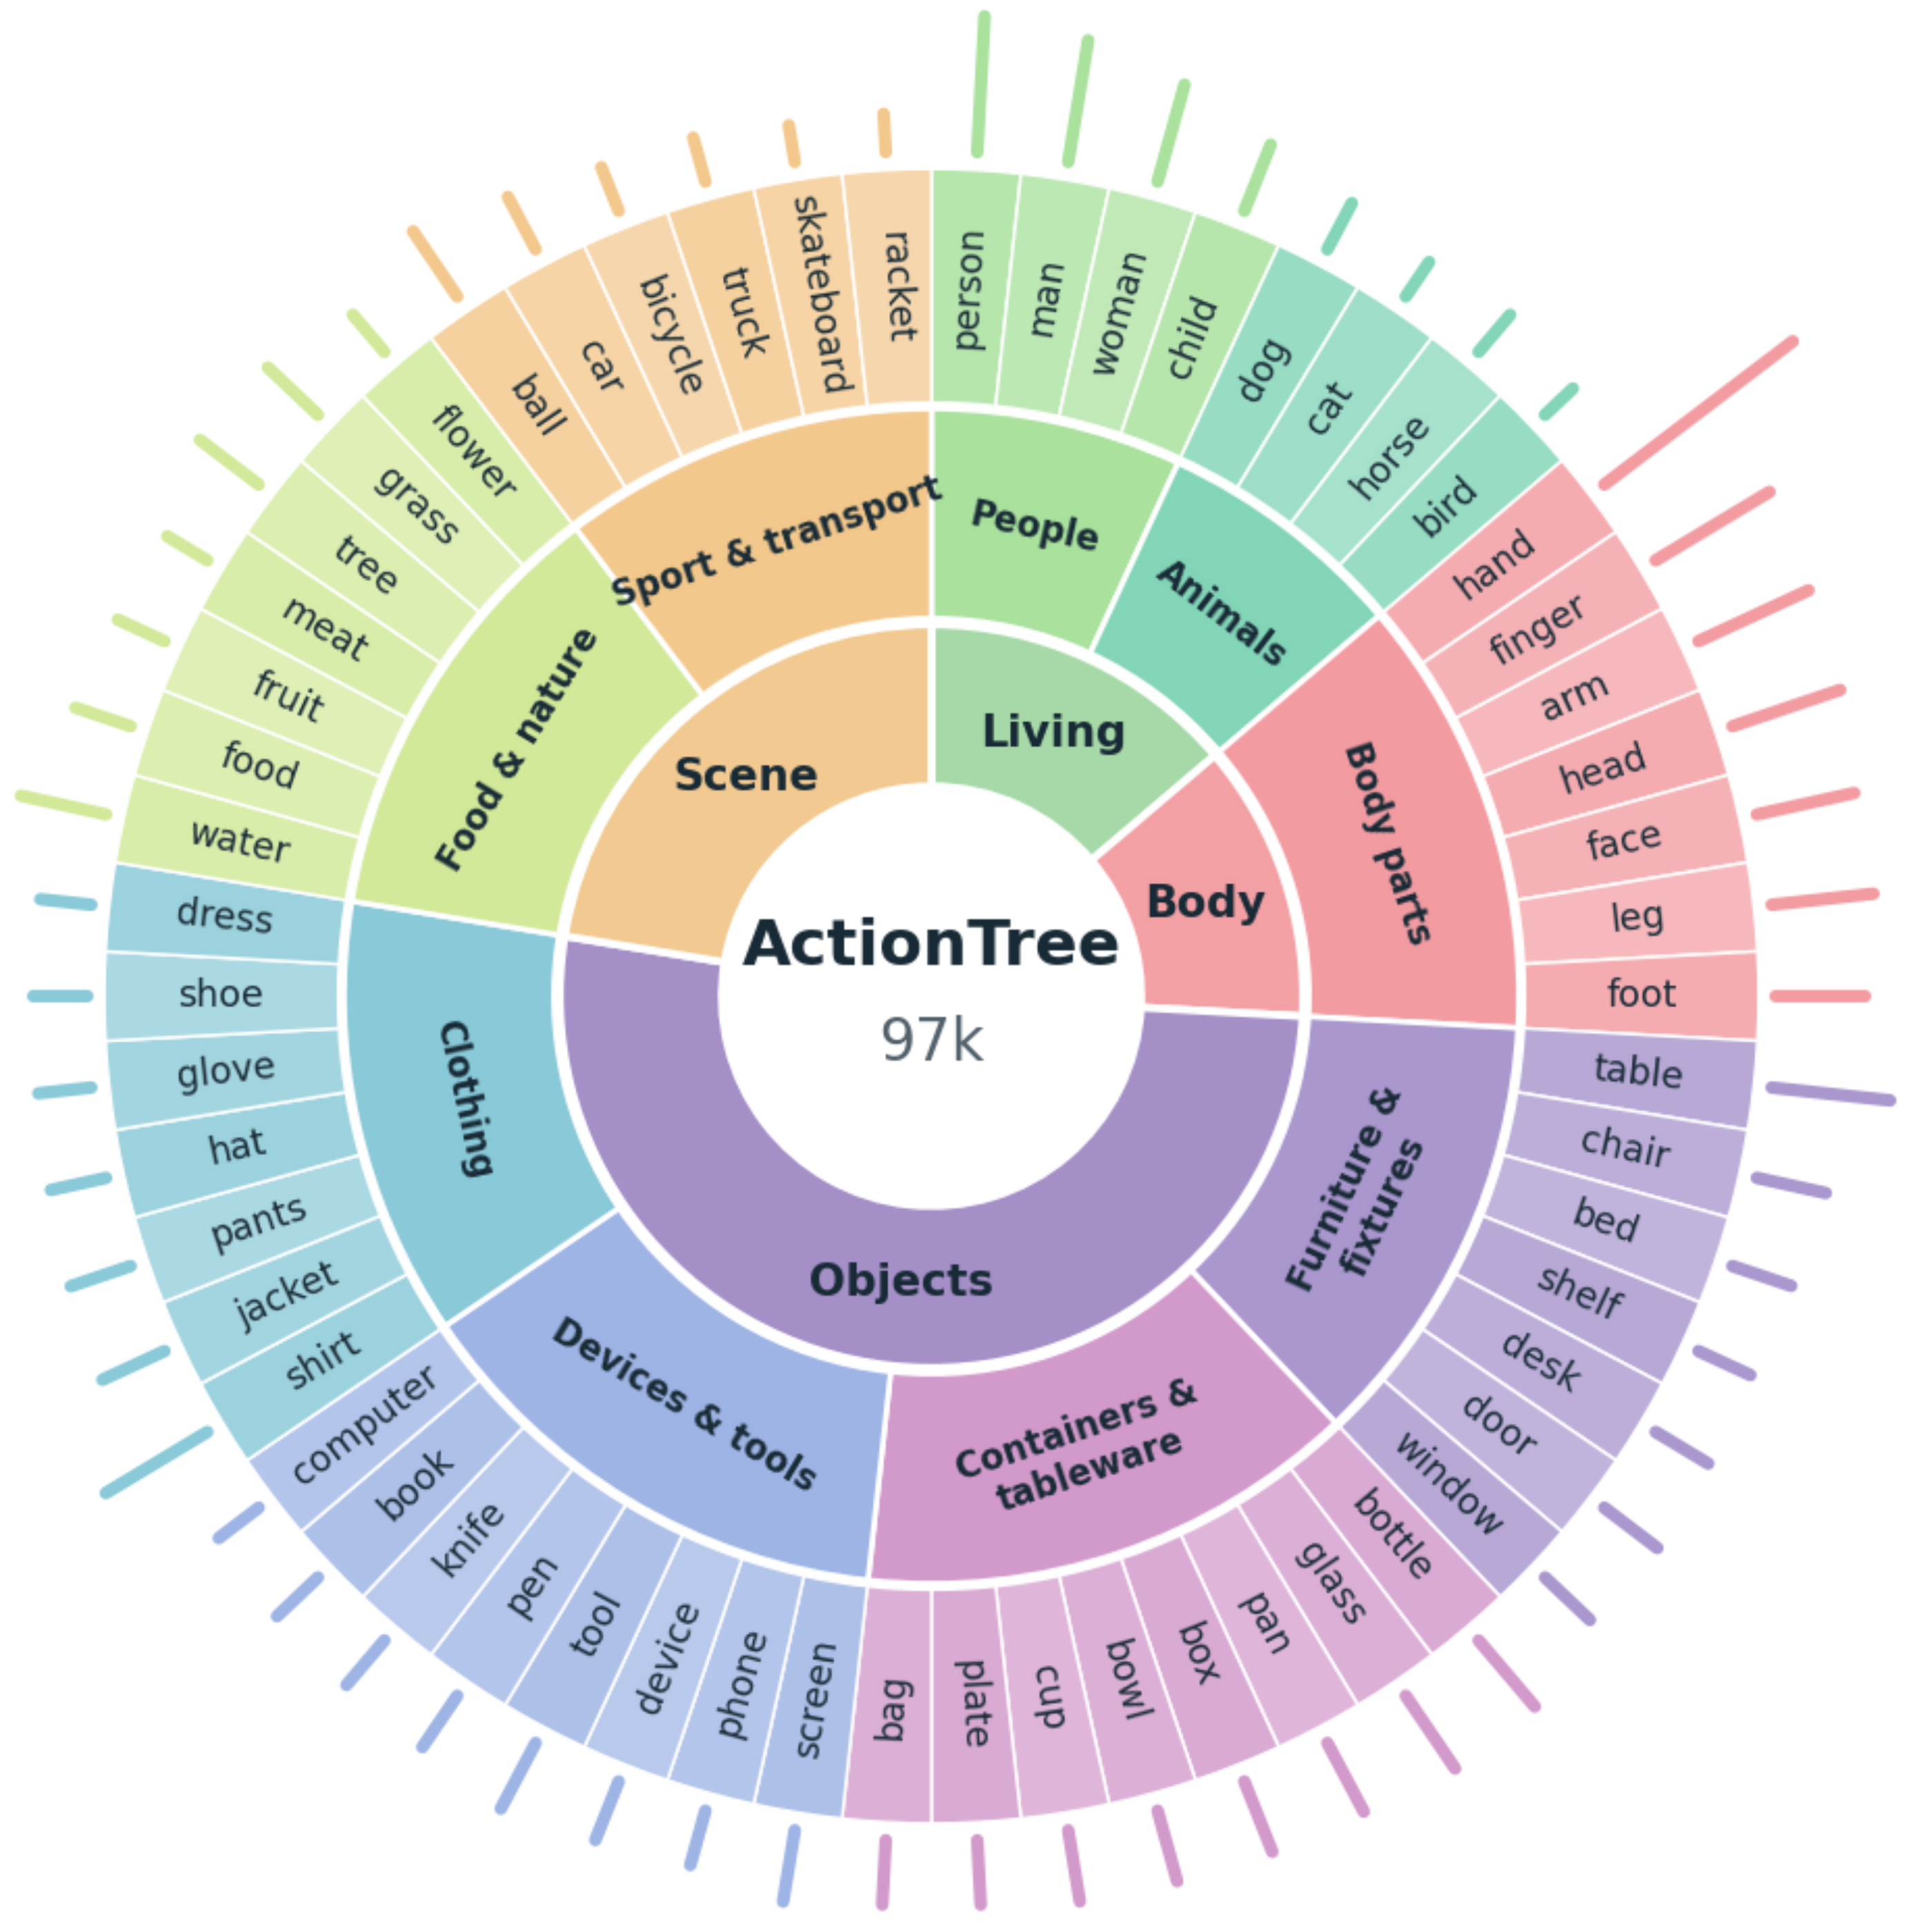 ActionTree
97k
Living
Body
Objects
Scene
People
Animals
Body parts
Furniture &
fixtures
Containers &
tableware
Devices & tools
Clothing
Food & nature
Sport & transport
person
man
woman
child
dog
cat
horse
bird
hand
finger
arm
head
face
leg
foot
table
chair
bed
shelf
desk
door
window
bottle
glass
pan
box
bowl
cup
plate
bag
screen
phone
device
tool
pen
knife
book
computer
shirt
jacket
pants
hat
glove
shoe
dress
water
food
fruit
meat
tree
grass
flower
ball
car
bicycle
truck
skateboard
racket